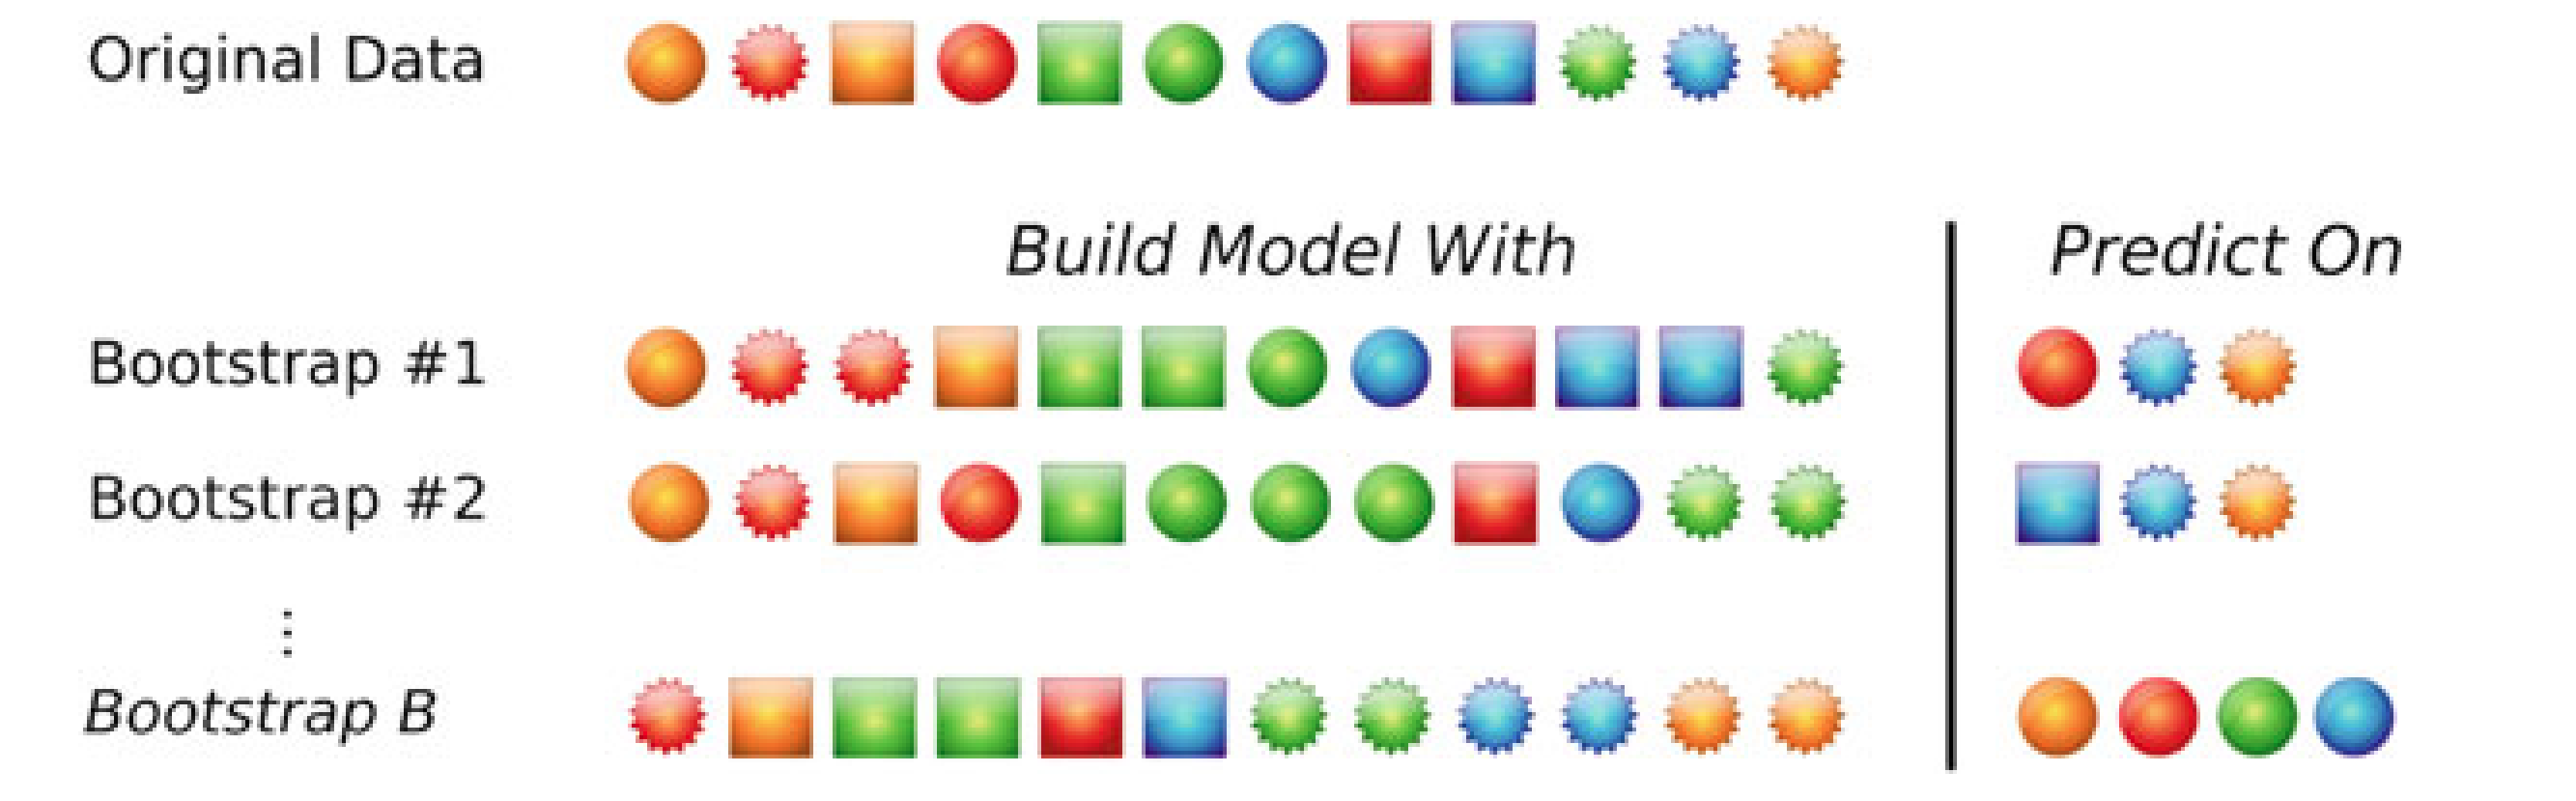 Original Data
Build Model With
Predict On
Bootstrap #1
Bootstrap #2
⋮
Bootstrap B